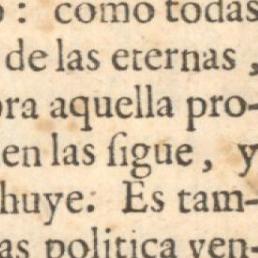 : como todas
de las eternas ,
ora aquella pro-
en las ſigue , y
huye. Es tam-
as politica ven-